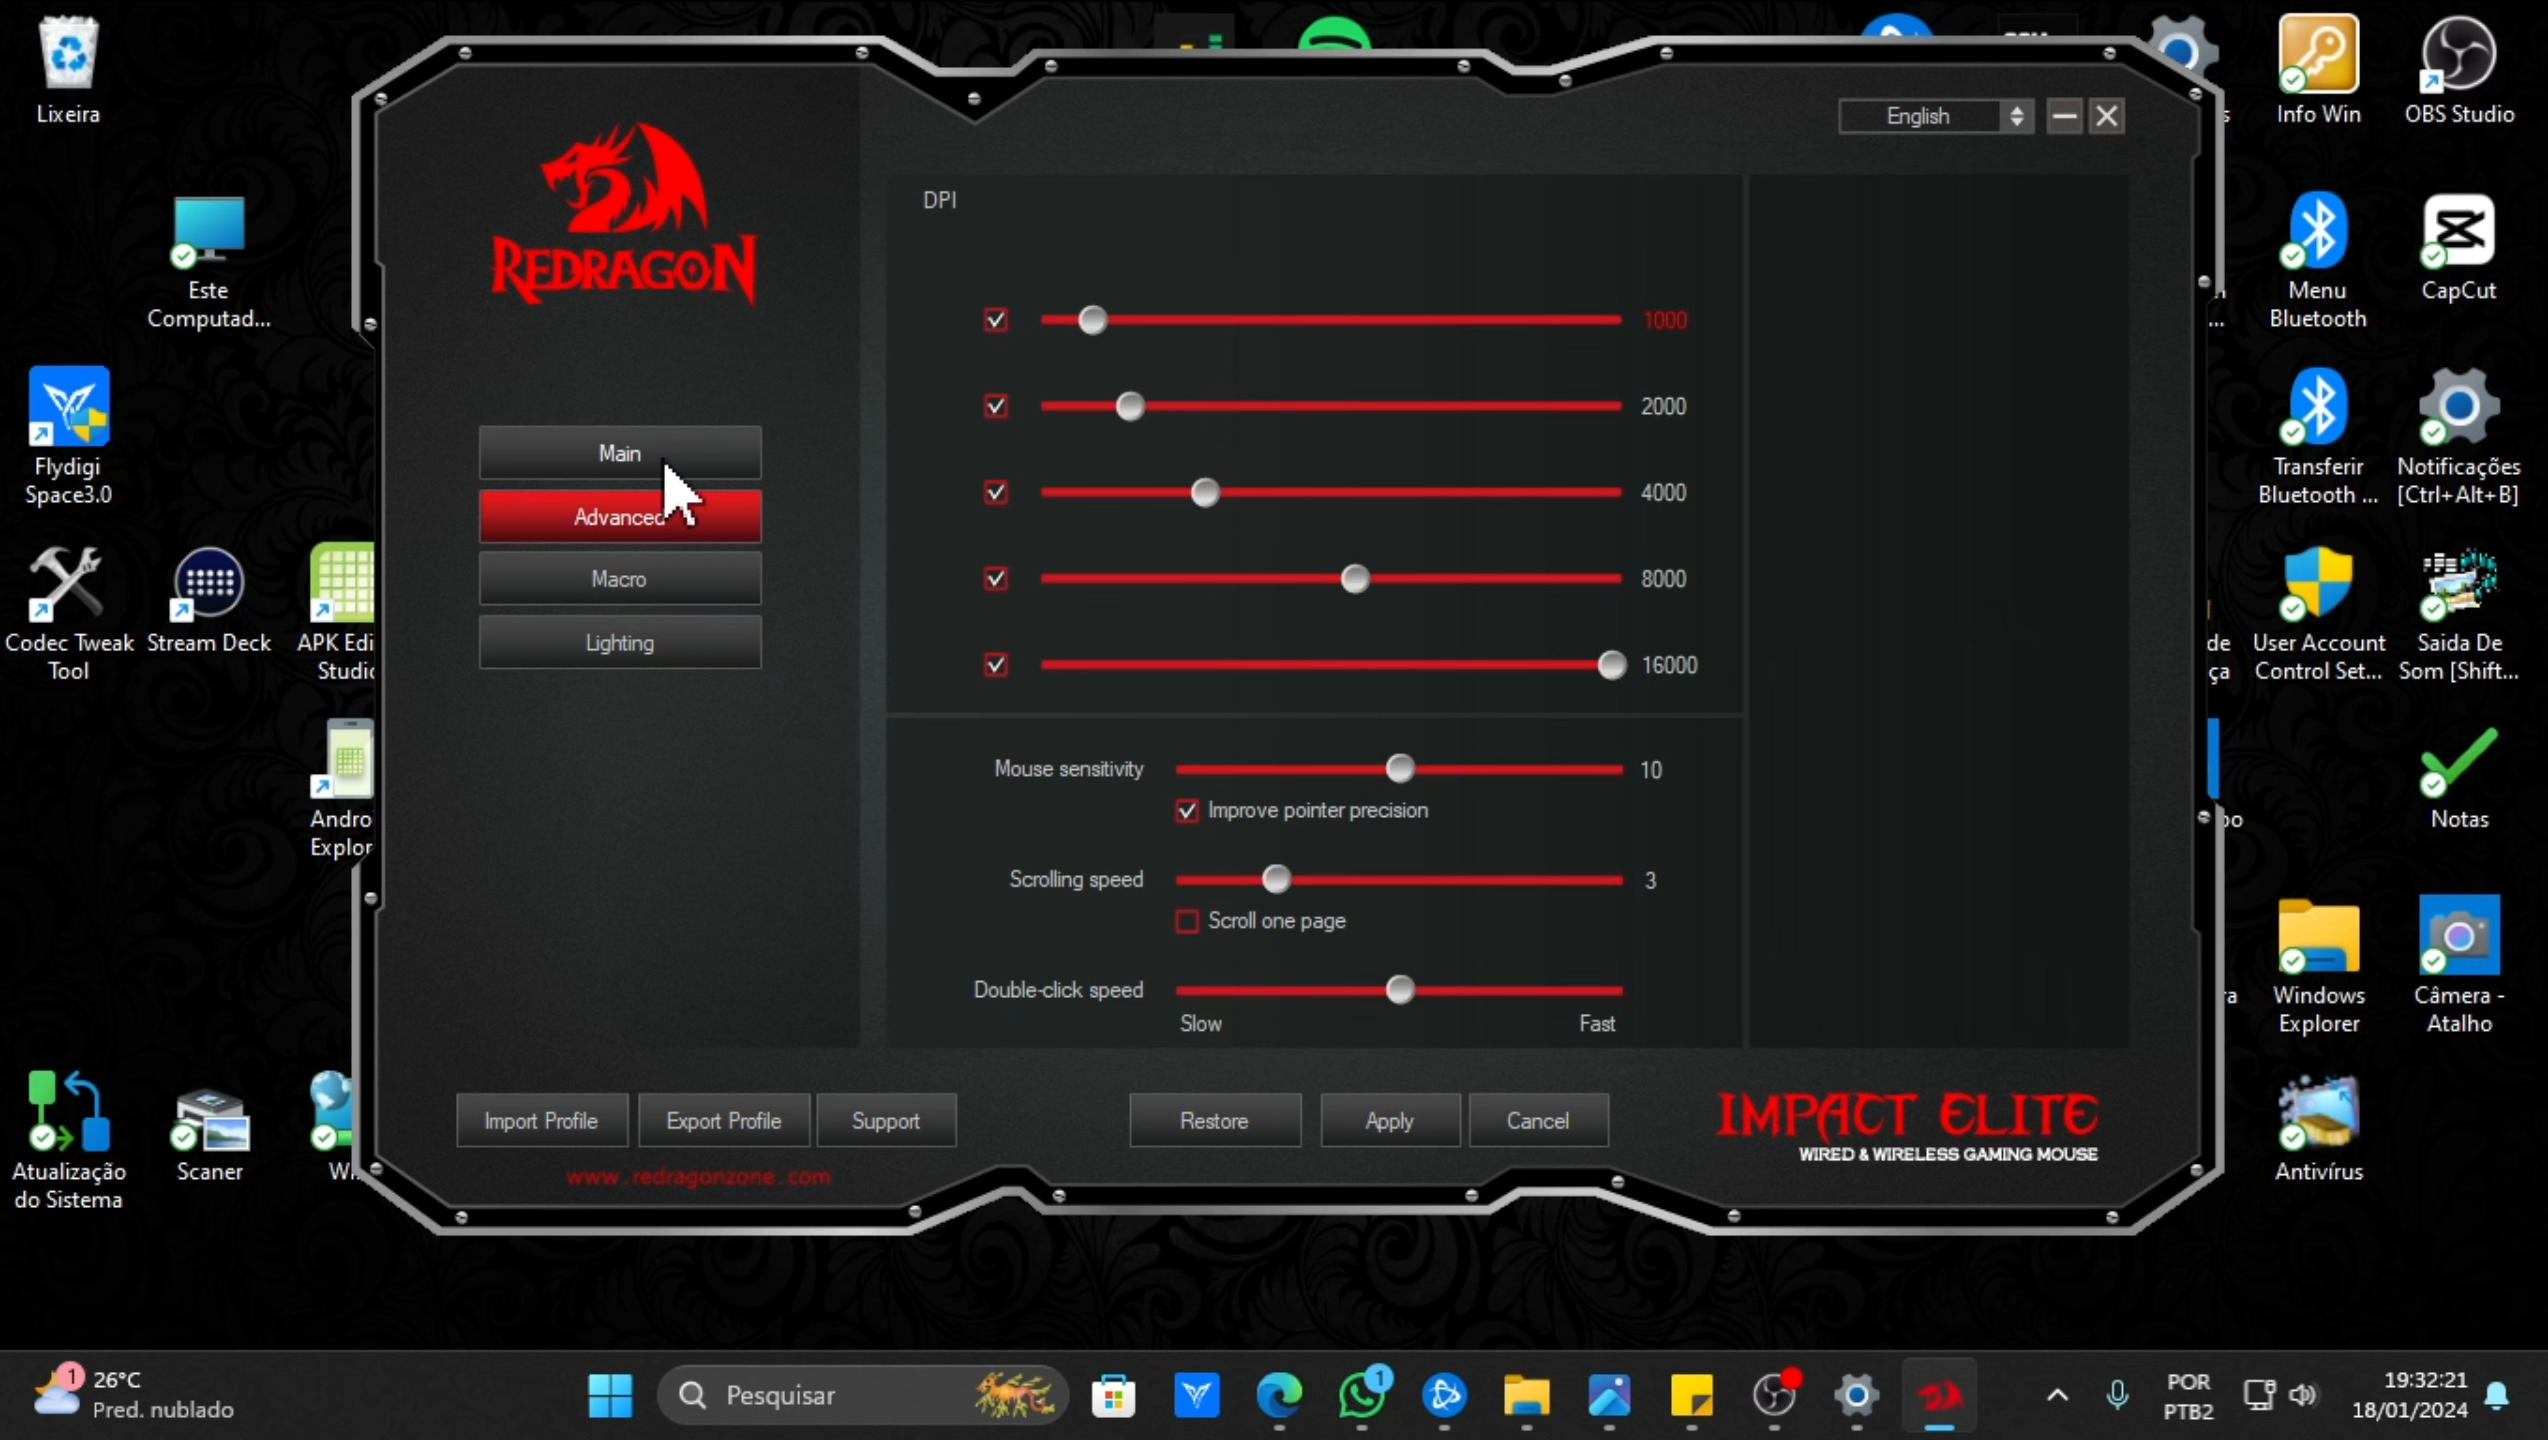 Lixeira
Este
Computad...
Flydigi
Space3.0
Codec Tweak
Tool
Stream Deck
APK Edi
Studio
Andro
Explor
Atualização
do Sistema
Scaner
REDRAGON
Main
Advanced
Macro
Lighting
English
DPI
1000
2000
4000
8000
16000
Mouse sensitivity
10
Improve pointer precision
Scrolling speed
3
Scroll one page
Double-click speed
Slow
Fast
Import Profile
Export Profile
Support
Restore
Apply
Cancel
www.redragonzone.com
IMPACT ELITE
WIRED & WIRELESS GAMING MOUSE
Info Win
OBS Studio
Menu
Bluetooth
CapCut
Transferir
Bluetooth ...
Notificações
[Ctrl+Alt+B]
de
ça
User Account
Control Set...
Saida De
Som [Shift...
Notas
Windows
Explorer
Câmera -
Atalho
Antivírus
1
26°C
Pred. nublado
Pesquisar
1
POR
PTB2
19:32:21
18/01/2024